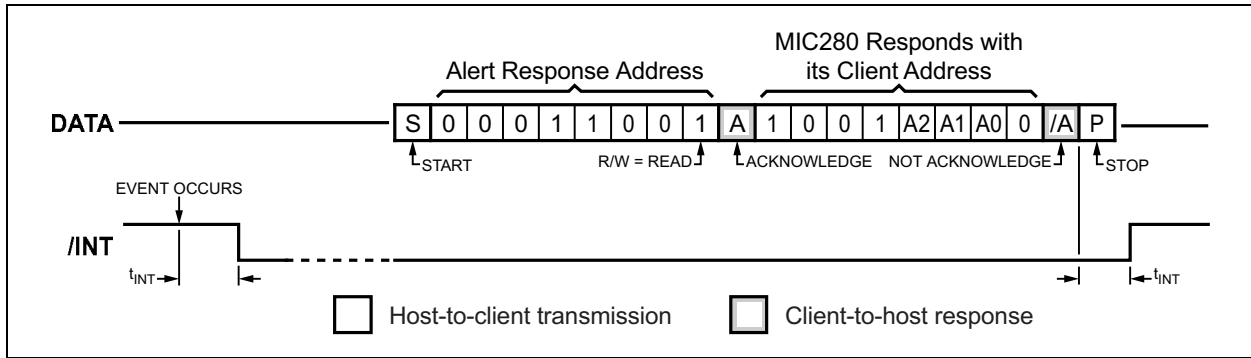 MIC280 Responds with
its Client Address
Alert Response Address
DATA
S 0 0 0 1 1 0 0 1 A 1 0 0 1 A2 A1 A0 0 /A P
START
R/W = READ
ACKNOWLEDGE
NOT ACKNOWLEDGE
STOP
EVENT OCCURS
/INT
tINT
tINT
Host-to-client transmission
Client-to-host response